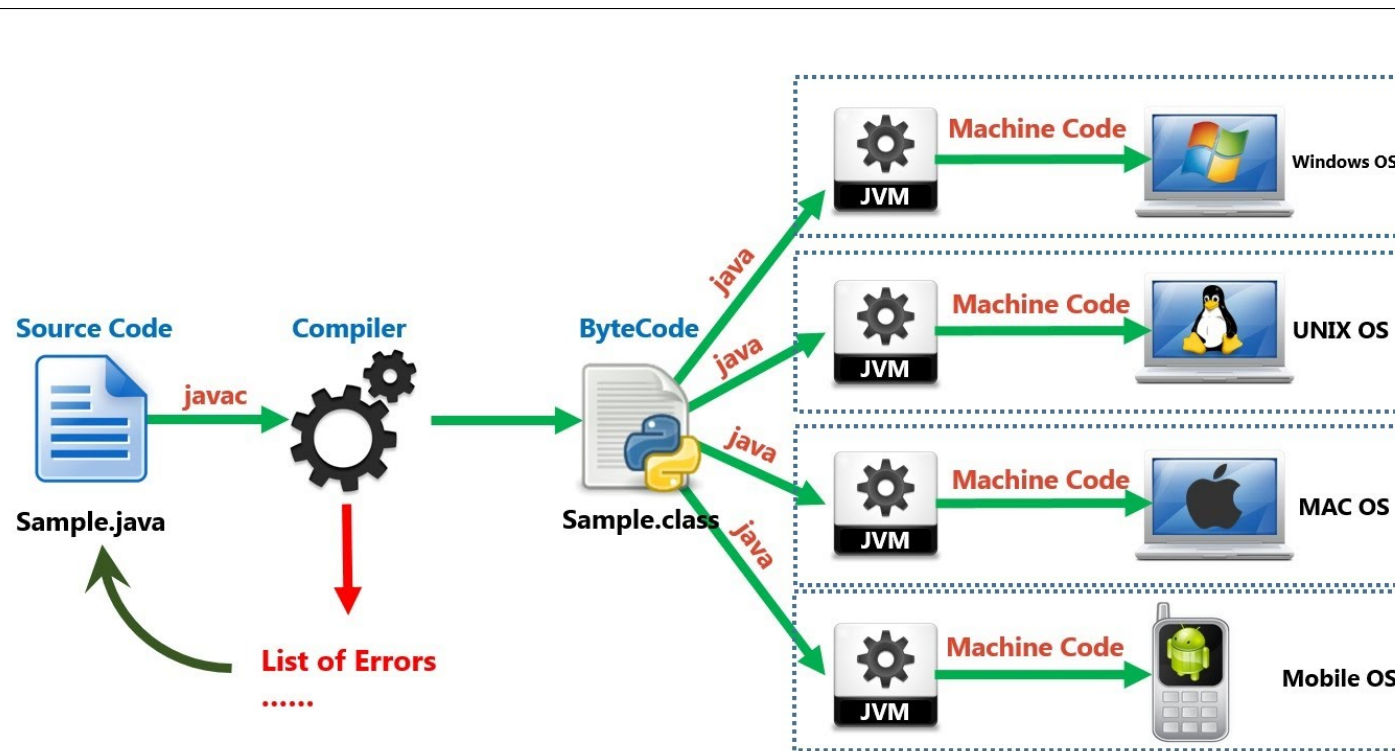 Source Code
javac
Sample.java
Compiler
List of Errors
......
ByteCode
Sample.class
java
JVM
Machine Code
Windows OS
java
JVM
Machine Code
UNIX OS
java
JVM
Machine Code
MAC OS
java
JVM
Machine Code
Mobile OS